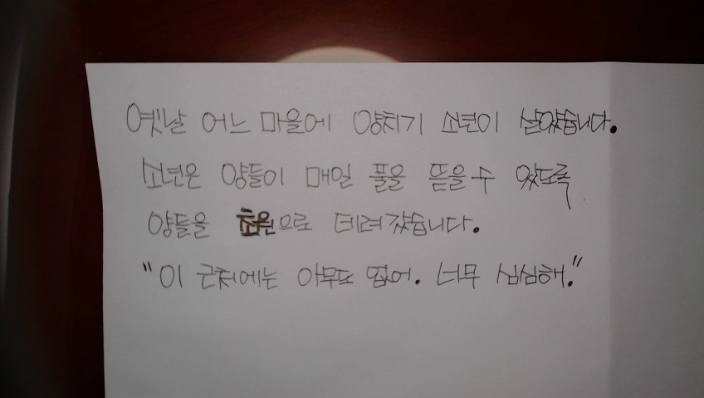 옛날 어느 마을에 양치기 소년이 살았습니다.
소년은 양들이 매일 풀을 뜯을 수 있도록
양들을 초원으로 데려갔습니다.
"이 근처에는 아무도 없어. 너무 심심해."